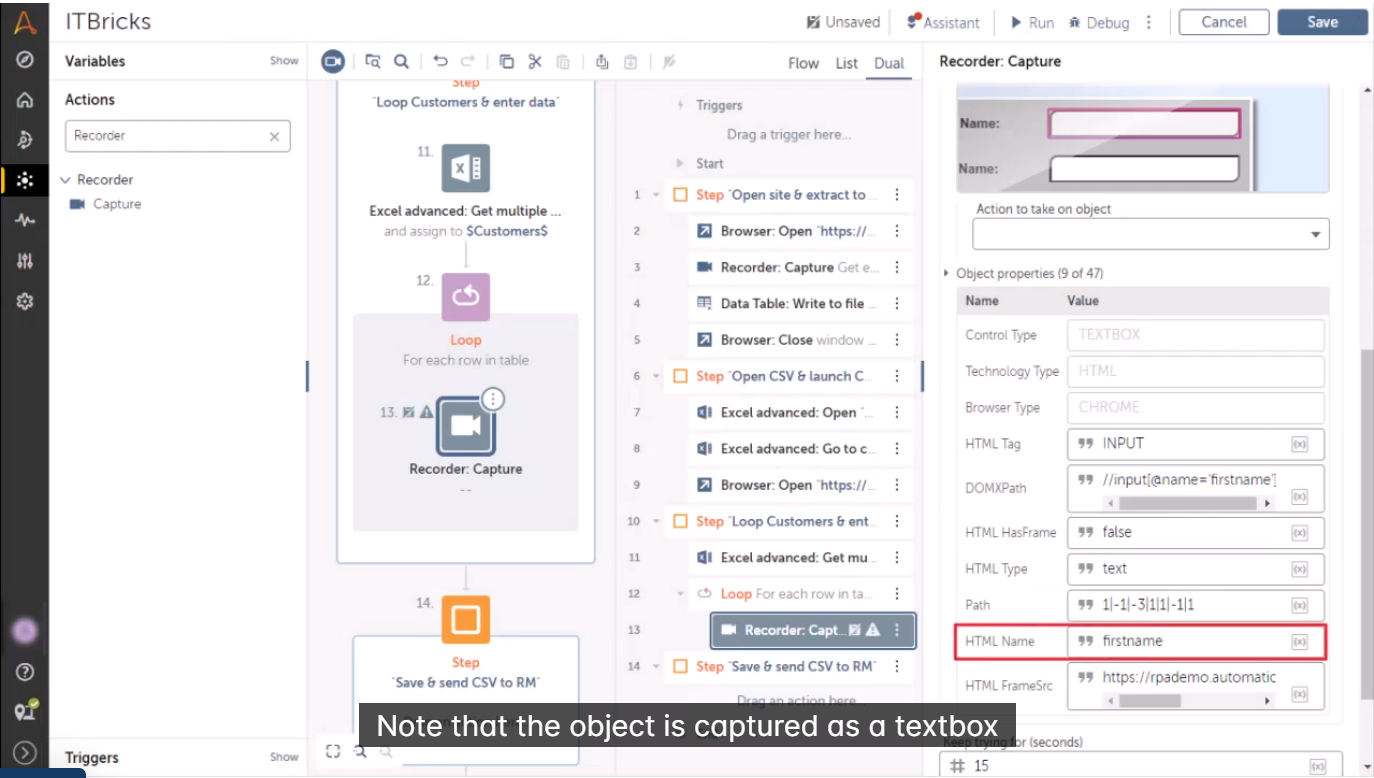 ITBricks
Unsaved
Assistant
Run
Debug
Cancel
Save
Variables
Show
Actions
Recorder
Recorder
Capture
Triggers
Show
Flow
List
Dual
Step
"Loop Customers & enter data"
11.
Excel advanced: Get multiple ...
and assign to $Customers$
12.
Loop
For each row in table
13.
Recorder: Capture
--
14.
Step
"Save & send CSV to RM"
Triggers
Drag a trigger here...
Start
1 Step "Open site & extract to
2 Browser: Open "https://...
3 Recorder: Capture Get e...
4 Data Table: Write to file ...
5 Browser: Close window ...
6 Step "Open CSV & launch C...
7 Excel advanced: Open "...
8 Excel advanced: Go to c...
9 Browser: Open "https://...
10 Step "Loop Customers & ent
11 Excel advanced: Get mu...
12 Loop For each row in ta...
13 Recorder: Capt...
14 Step "Save & send CSV to RM"
Drag an action here...
Recorder: Capture
Name:
Name:
Action to take on object
Object properties (9 of 47)
Name Value
Control Type TEXTBOX
Technology Type HTML
Browser Type CHROME
HTML Tag INPUT
DOMXPath //input[@name='firstname']
HTML HasFrame false
HTML Type text
Path 1|-1|-3|1|1|-1|1
HTML Name firstname
HTML FrameSrc https://rpademo.automatic
Keep trying for (seconds)
15
Note that the object is captured as a textbox